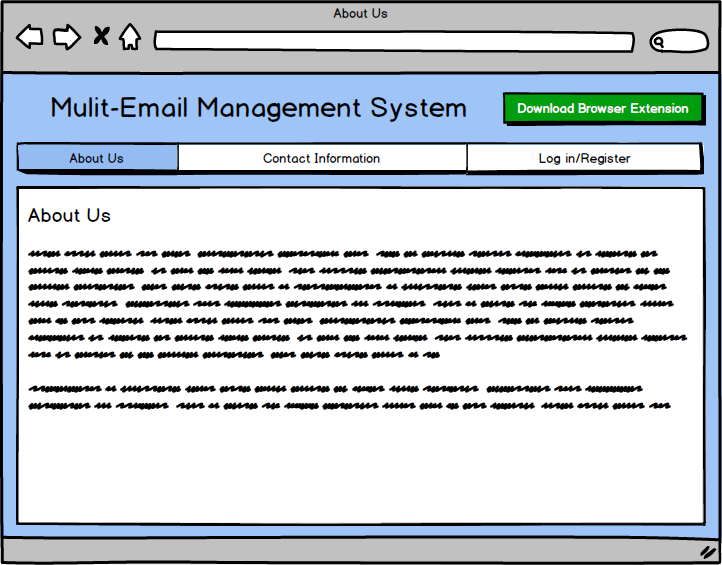 About Us
Mulit-Email Management System
Download Browser Extension
About Us
Contact Information
Log in/Register
About Us